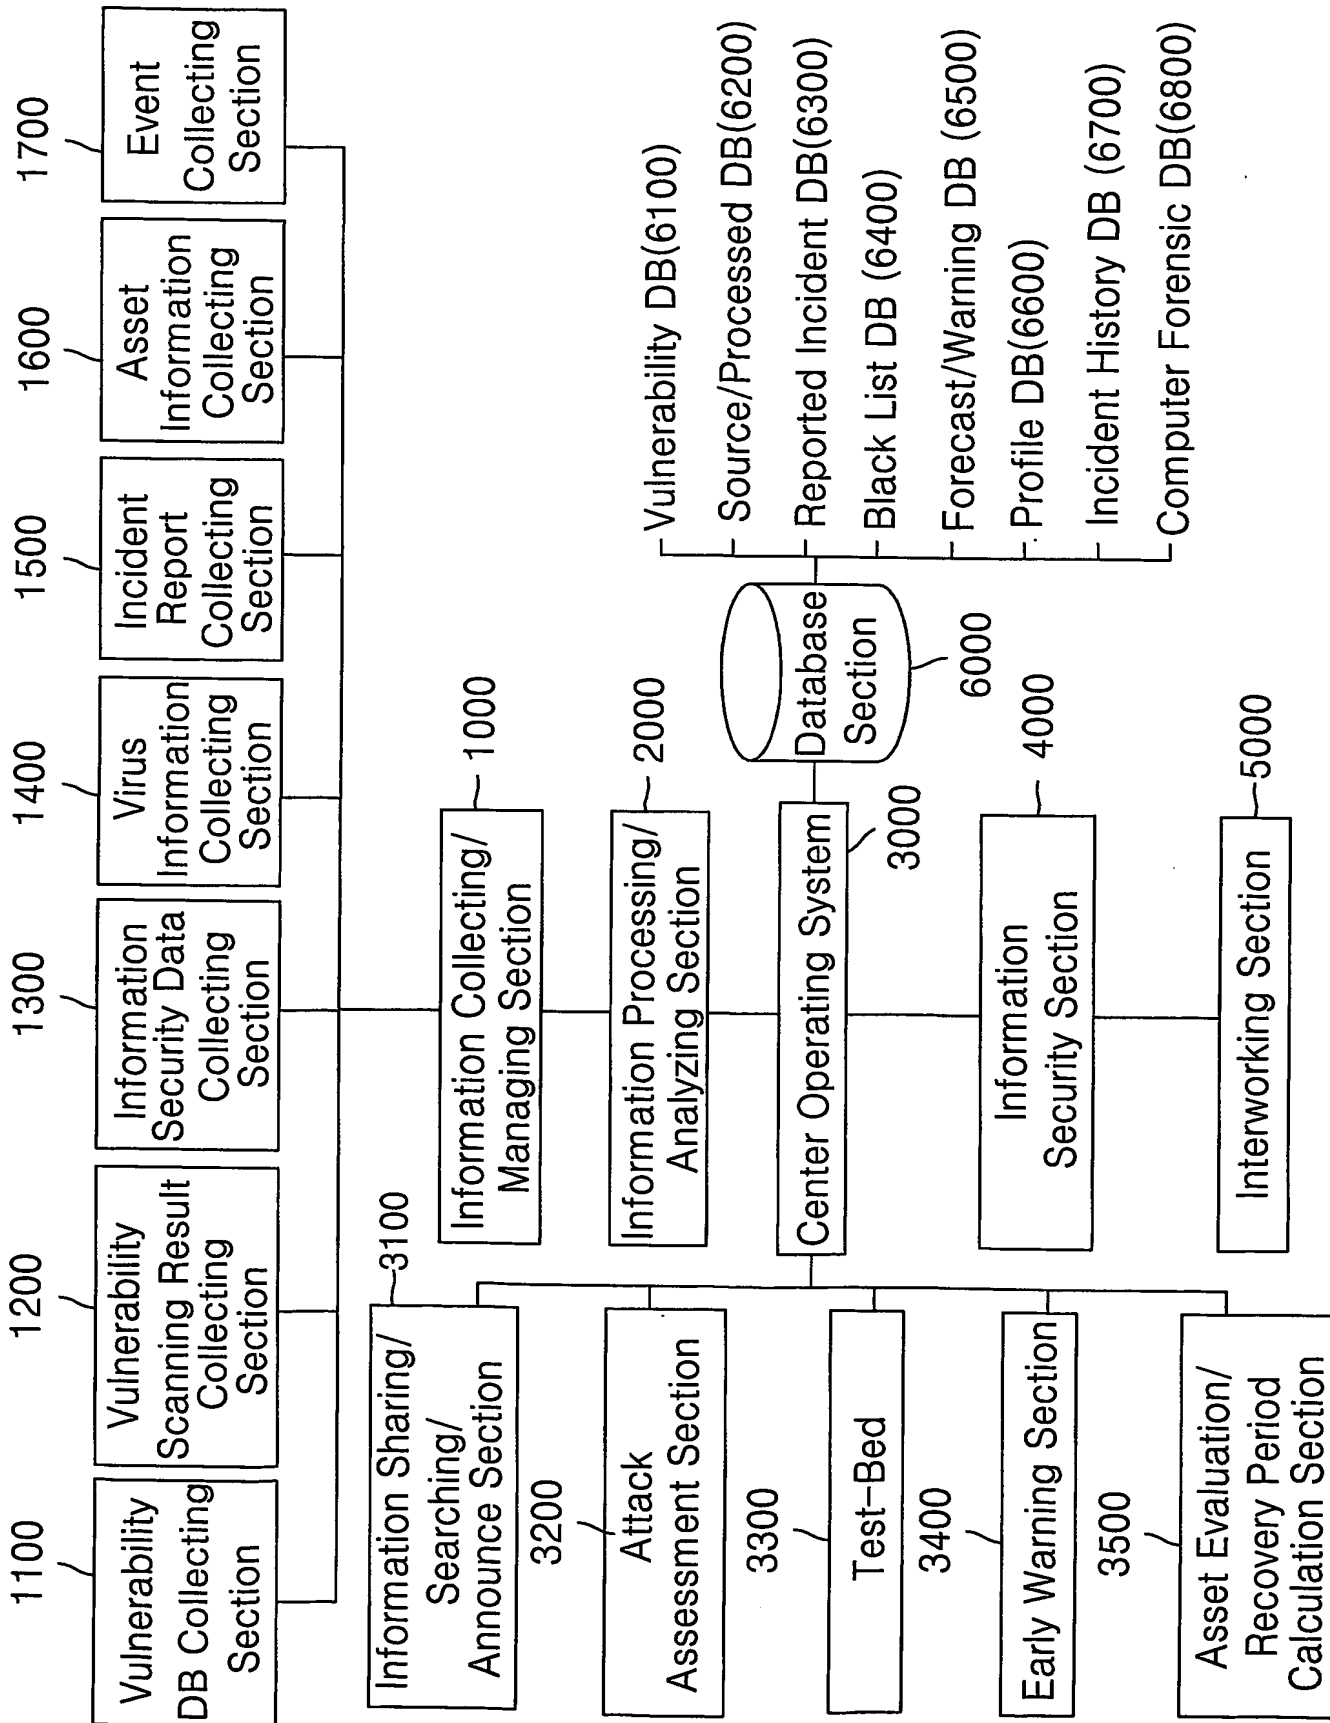 1100
Vulnerability
DB Collecting
Section
1200
Vulnerability
Scanning Result
Collecting
Section
1300
Information
Security Data
Collecting
Section
1400
Virus
Information
Collecting
Section
1500
Incident
Report
Collecting
Section
1600
Asset
Information
Collecting
Section
1700
Event
Collecting
Section
Information Collecting/
Managing Section
1000
Information Processing/
Analyzing Section
2000
Center Operating System
3000
Information
Security Section
4000
Interworking Section
5000
Information Sharing/
Searching/
Announce Section
3100
3200
Attack
Assessment Section
3300
Test-Bed
3400
Early Warning Section
3500
Asset Evaluation/
Recovery Period
Calculation Section
Database
Section
6000
Vulnerability DB(6100)
Source/Processed DB(6200)
Reported Incident DB(6300)
Black List DB (6400)
Forecast/Warning DB (6500)
Profile DB(6600)
Incident History DB (6700)
Computer Forensic DB(6800)